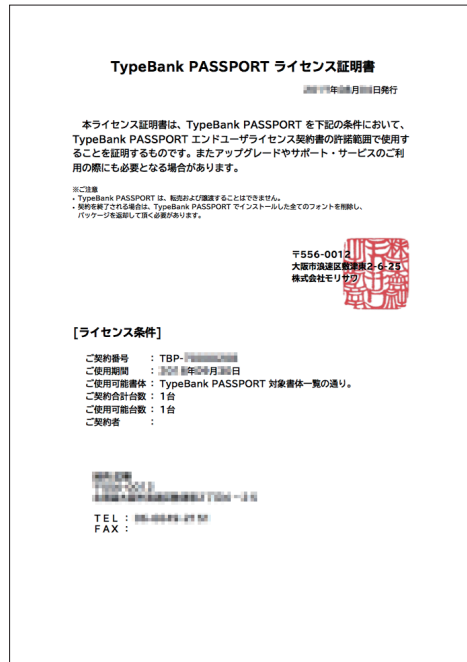 TypeBank PASSPORT ライセンス証明書
年 月 日発行
本ライセンス証明書は、TypeBank PASSPORT を下記の条件において、
TypeBank PASSPORT エンドユーザライセンス契約書の許諾範囲で使用す
ることを証明するものです。またアップグレードやサポート・サービスのご利
用の際にも必要となる場合があります。
※ご注意
・TypeBank PASSPORT は、転売および譲渡することはできません。
・契約を終了される場合は、TypeBank PASSPORT でインストールした全てのフォントを削除し、
パッケージを返却して頂く必要があります。
〒556-0012
大阪市浪速区敷津東2-6-25
株式会社モリサワ
[ライセンス条件]
ご契約番号 : TBP-
ご使用期間 : 年 月 日
ご使用可能書体 : TypeBank PASSPORT 対象書体一覧の通り。
ご契約合計台数 : 1台
ご使用可能台数 : 1台
ご契約者 :
TEL :
FAX :